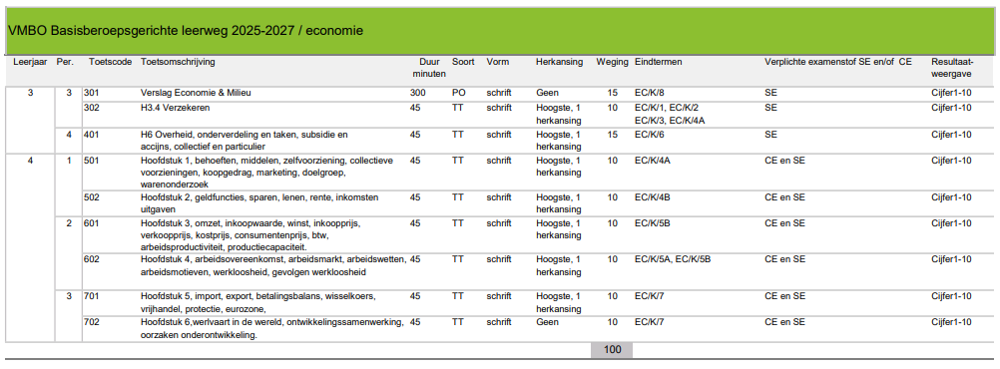 VMBO Basisberoepsgerichte leerweg 2025-2027 / economie
Leerjaar Per. Toetscode Toetsomschrijving Duur Soort Vorm Herkansing Weging Eindtermen Verplichte examenstof SE en/of CE Resultaat-
minuten weergave
3 3 301 Verslag Economie & Milieu 300 PO schrift Geen 15 EC/K/8 SE Cijfer1-10
302 H3.4 Verzekeren 45 TT schrift Hoogste, 1 10 EC/K/1, EC/K/2 SE Cijfer1-10
herkansing EC/K/3, EC/K/4A
4 401 H6 Overheid, onderverdeling en taken, subsidie en 45 TT schrift Hoogste, 1 15 EC/K/6 SE Cijfer1-10
accijns, collectief en particulier herkansing
4 1 501 Hoofdstuk 1, behoeften, middelen, zelfvoorziening, collectieve 45 TT schrift Hoogste, 1 10 EC/K/4A CE en SE Cijfer1-10
voorzieningen, koopgedrag, marketing, doelgroep, herkansing
warenonderzoek
502 Hoofdstuk 2, geldfuncties, sparen, lenen, rente, inkomsten 45 TT schrift Hoogste, 1 10 EC/K/4B CE en SE Cijfer1-10
uitgaven herkansing
2 601 Hoofdstuk 3, omzet, inkoopwaarde, winst, inkoopprijs, 45 TT schrift Hoogste, 1 10 EC/K/5B CE en SE Cijfer1-10
verkoopprijs, kostprijs, consumentenprijs, btw, herkansing
arbeidsproductiviteit, productiecapaciteit.
602 Hoofdstuk 4, arbeidsovereenkomst, arbeidsmarkt, arbeidswetten, 45 TT schrift Hoogste, 1 10 EC/K/5A, EC/K/5B CE en SE Cijfer1-10
arbeidsmotieven, werkloosheid, gevolgen werkloosheid herkansing
3 701 Hoofdstuk 5, import, export, betalingsbalans, wisselkoers, 45 TT schrift Hoogste, 1 10 EC/K/7 CE en SE Cijfer1-10
vrijhandel, protectie, eurozone, herkansing
702 Hoofdstuk 6,werlvaart in de wereld, ontwikkelingssamenwerking, 45 TT schrift Geen 10 EC/K/7 CE en SE Cijfer1-10
oorzaken onderontwikkeling.
100